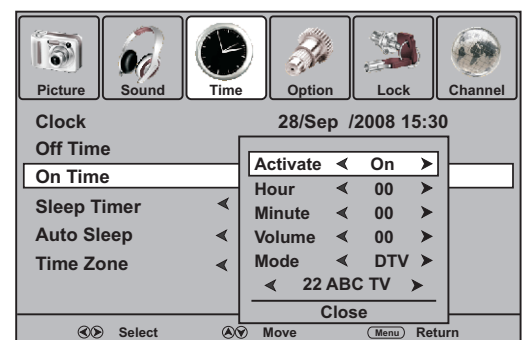 Picture Sound Time Option Lock Channel
Clock 28/Sep /2008 15:30
Off Time
On Time
Sleep Timer
Auto Sleep
Time Zone
Activate On
Hour 00
Minute 00
Volume 00
Mode DTV
22 ABC TV
Close
Select Move Menu Return